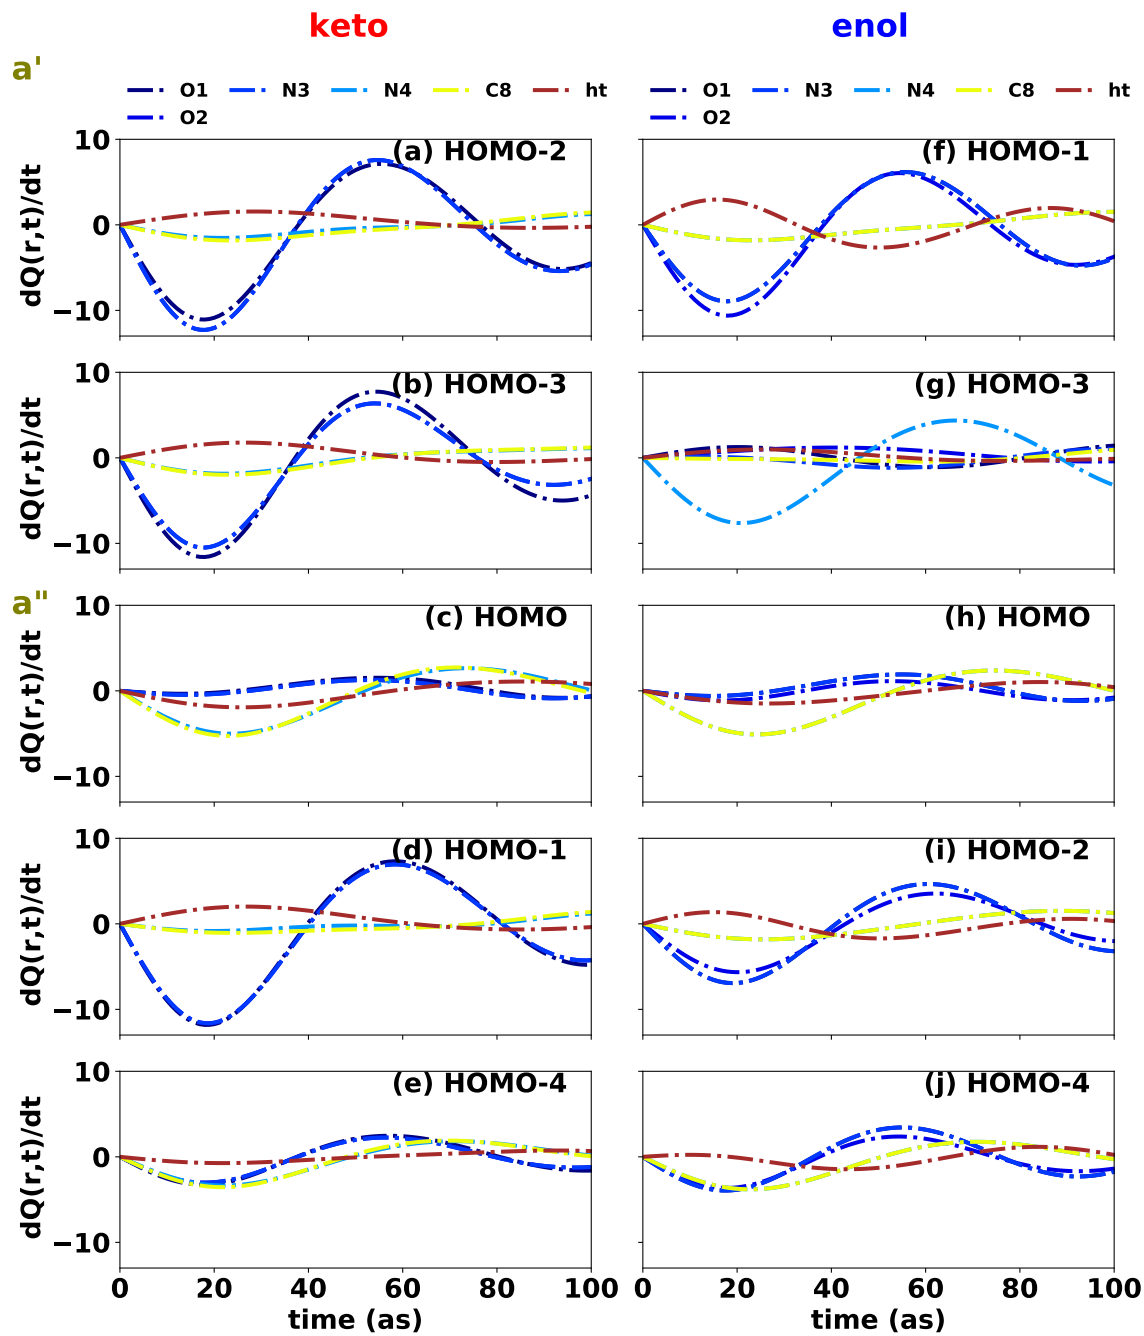 keto enol
a'
O1 N3 N4 C8 ht O1 N3 N4 C8 ht
O2 O2
(a) HOMO-2 (f) HOMO-1
10
0
−10
dQ(r,t)/dt
(b) HOMO-3 (g) HOMO-3
10
0
−10
dQ(r,t)/dt
a"
(c) HOMO (h) HOMO
10
0
−10
dQ(r,t)/dt
(d) HOMO-1 (i) HOMO-2
10
0
−10
dQ(r,t)/dt
(e) HOMO-4 (j) HOMO-4
10
0
−10
dQ(r,t)/dt
0 20 40 60 80 100 0 20 40 60 80 100
time (as) time (as)